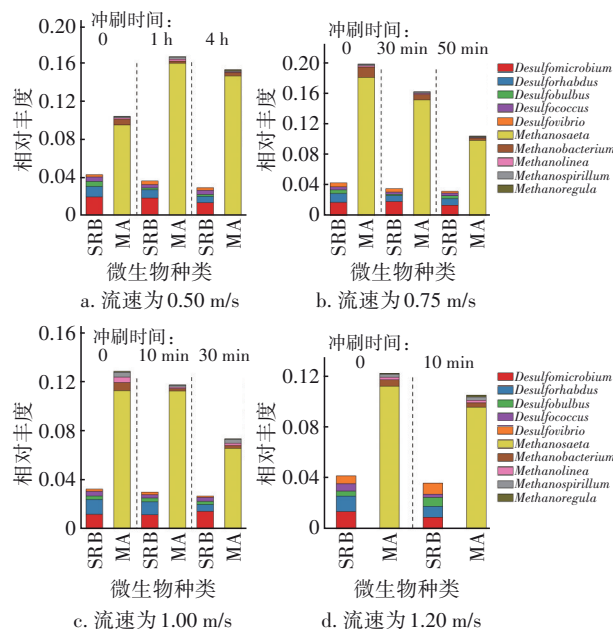 冲刷时间：
0 1 h 4 h
0.20
0.16
0.12
0.08
0.04
0
相对丰度
SRB MA SRB MA SRB MA
微生物种类
a. 流速为0.50 m/s
冲刷时间：
0 30 min 50 min
0.20
0.16
0.12
0.08
0.04
0
相对丰度
SRB MA SRB MA SRB MA
微生物种类
b. 流速为0.75 m/s
Desulfomicrobium
Desulforhabdus
Desulfobulbus
Desulfococcus
Desulfovibrio
Methanosaeta
Methanobacterium
Methanolinea
Methanospirillum
Methanoregula
冲刷时间：
0 10 min 30 min
0.16
0.12
0.08
0.04
0
相对丰度
SRB MA SRB MA SRB MA
微生物种类
c. 流速为1.00 m/s
冲刷时间：
0 10 min
0.12
0.08
0.04
0
相对丰度
SRB MA SRB MA
微生物种类
d. 流速为1.20 m/s
Desulfomicrobium
Desulforhabdus
Desulfobulbus
Desulfococcus
Desulfovibrio
Methanosaeta
Methanobacterium
Methanolinea
Methanospirillum
Methanoregula